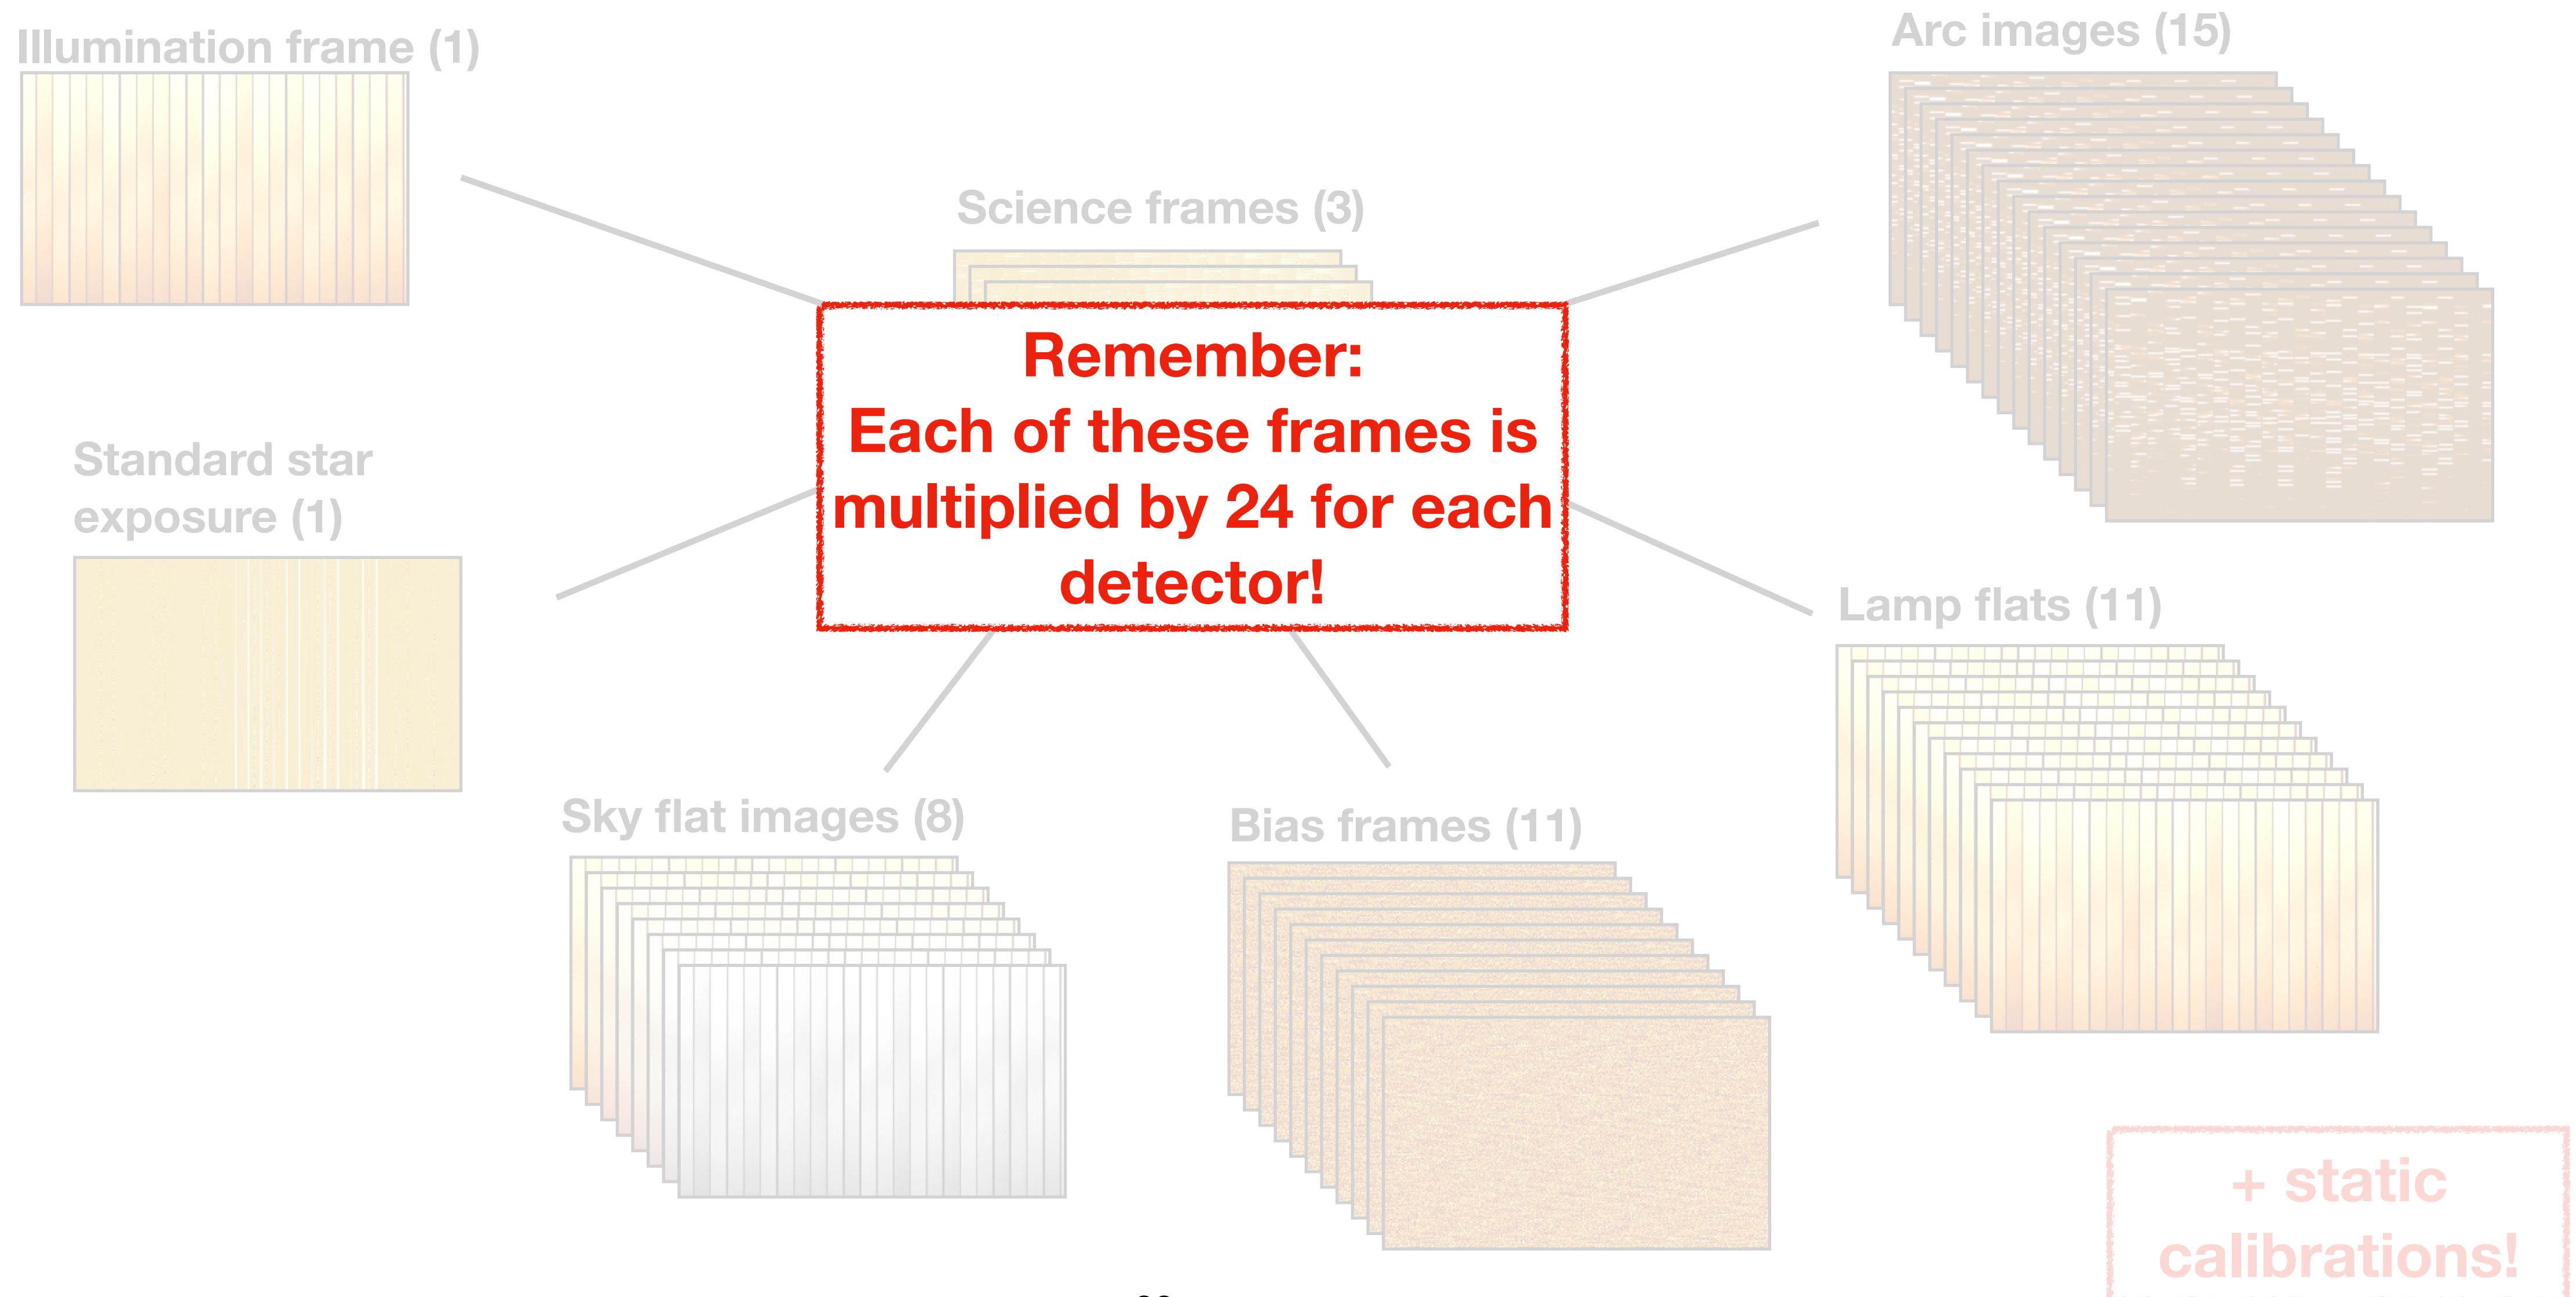 Illumination frame (1)
Arc images (15)
Science frames (3)
Remember:
Each of these frames is
multiplied by 24 for each
detector!
Standard star
exposure (1)
Lamp flats (11)
Sky flat images (8)
Bias frames (11)
+ static
calibrations!